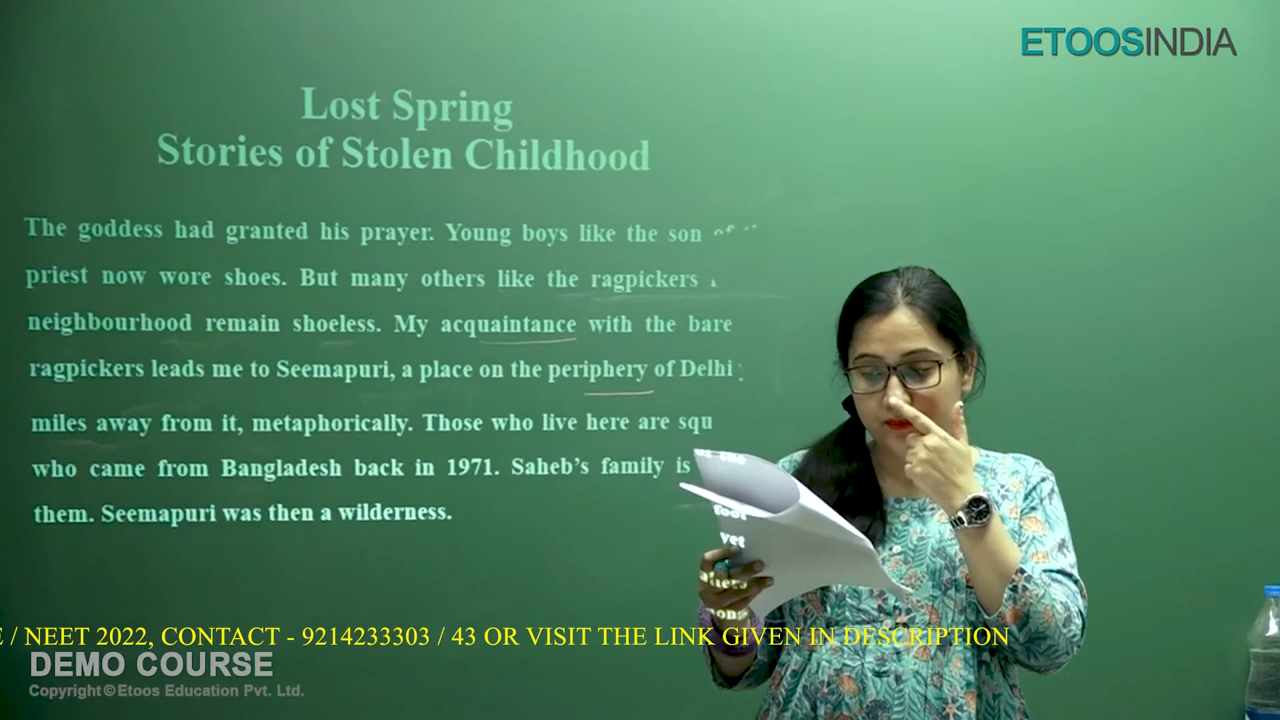 ETOOSINDIA
Lost Spring
Stories of Stolen Childhood
The goddess had granted his prayer. Young boys like the son of
priest now wore shoes. But many others like the ragpickers
neighbourhood remain shoeless. My acquaintance with the bare
ragpickers leads me to Seemapuri, a place on the periphery of Delhi
miles away from it, metaphorically. Those who live here are squ
who came from Bangladesh back in 1971. Saheb's family is
them. Seemapuri was then a wilderness.
foot
yet
E / NEET 2022, CONTACT - 9214233303 / 43 OR VISIT THE LINK GIVEN IN DESCRIPTION
DEMO COURSE
Copyright © Etoos Education Pvt. Ltd.